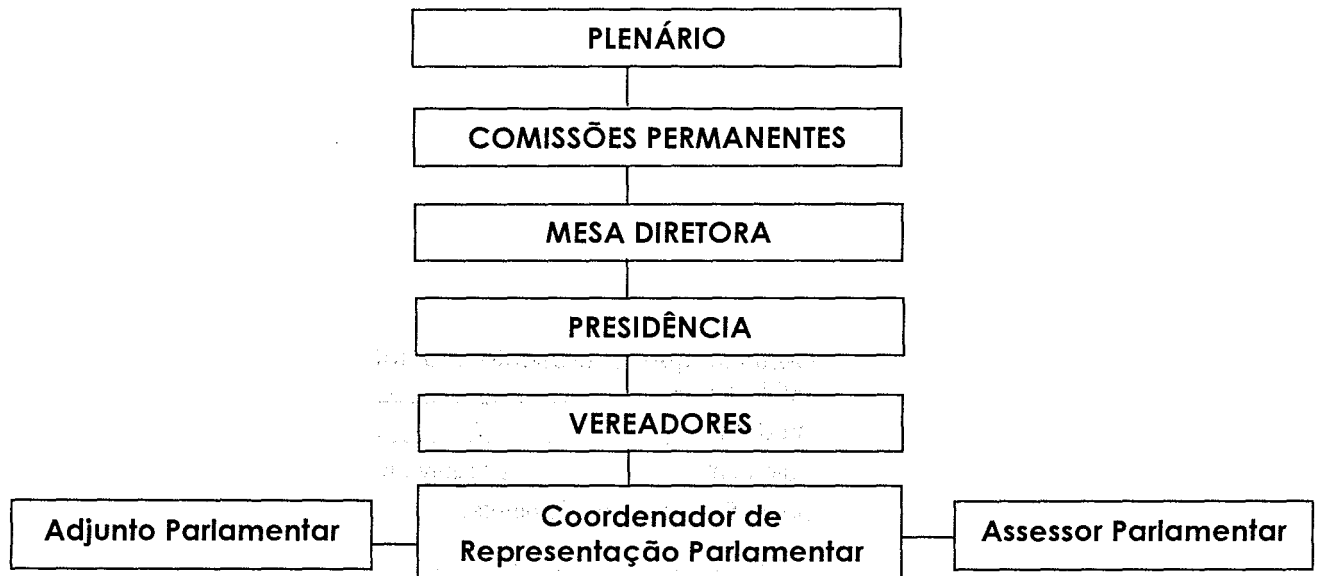 PLENÁRIO
COMISSÕES PERMANENTES
MESA DIRETORA
PRESIDÊNCIA
VEREADORES
Adjunto Parlamentar
Coordenador de
Representação Parlamentar
Assessor Parlamentar